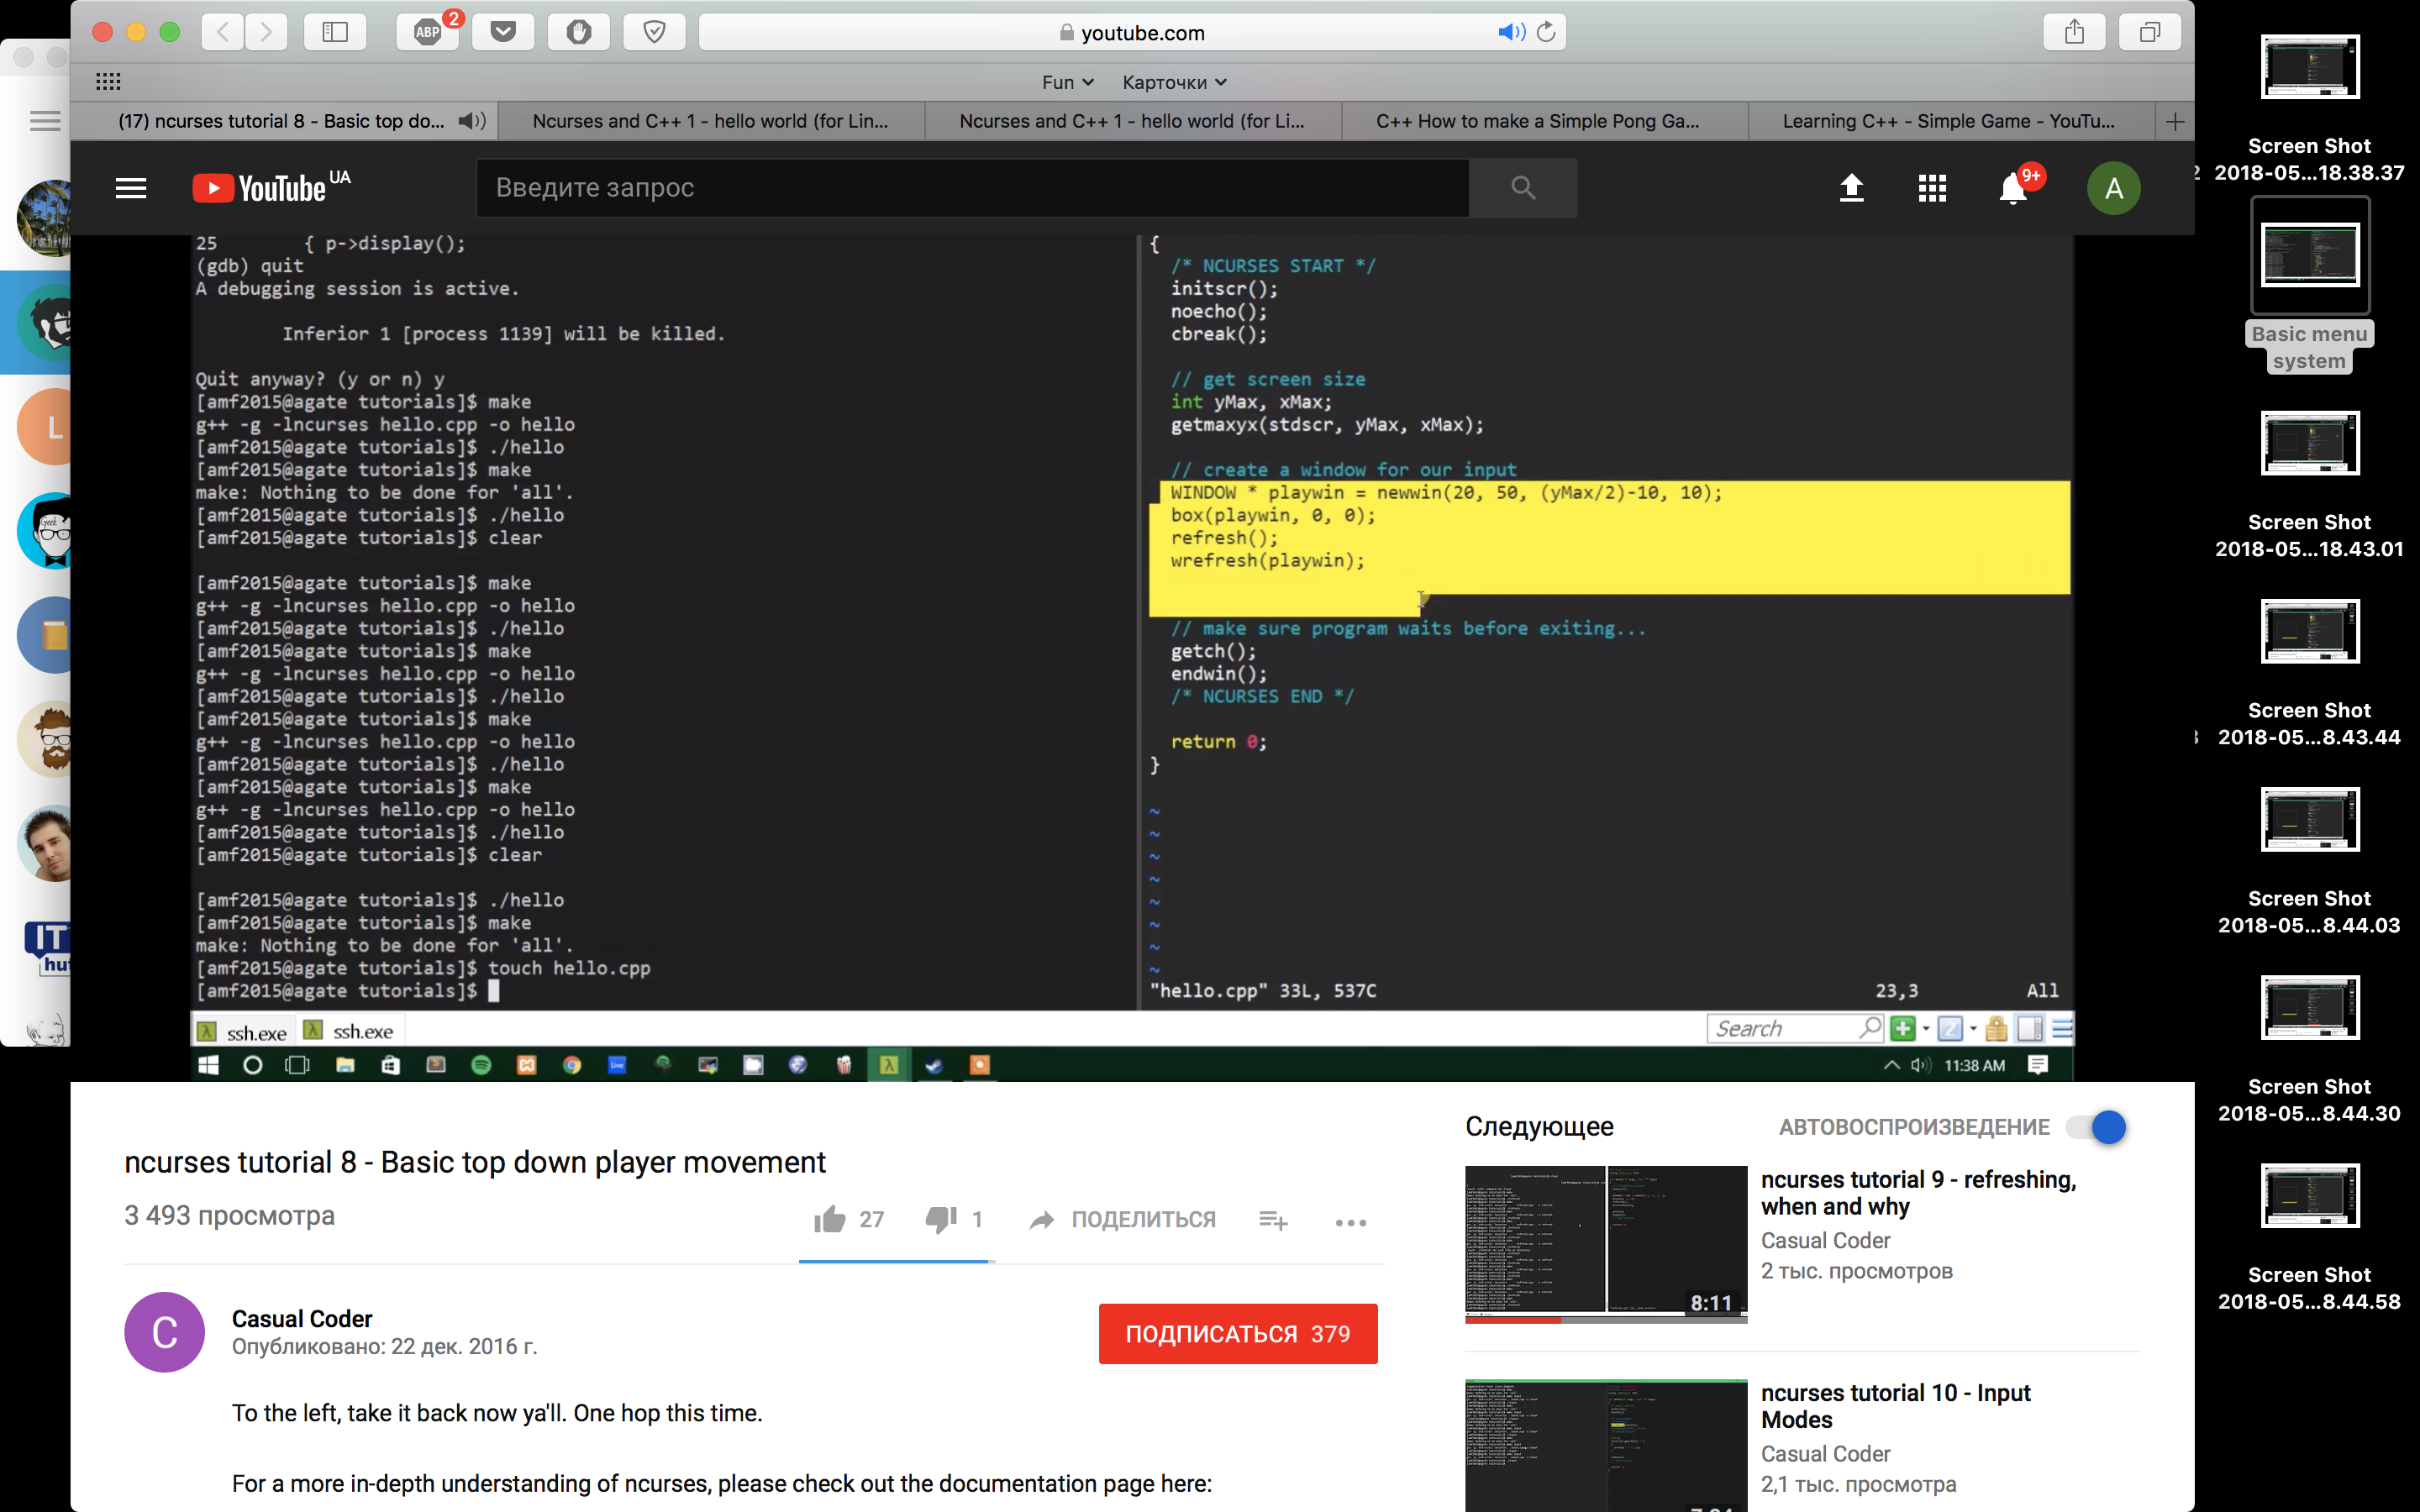 ABP
2
youtube.com
Fun
Карточки
(17) ncurses tutorial 8 - Basic top do...
Ncurses and C++ 1 - hello world (for Lin...
Ncurses and C++ 1 - hello world (for Li...
C++ How to make a Simple Pong Ga...
Learning C++ - Simple Game - YouTu...
YouTube UA
Введите запрос
9+
A
25 { p->display();
(gdb) quit
A debugging session is active.
Inferior 1 [process 1139] will be killed.
Quit anyway? (y or n) y
[amf2015@agate tutorials]$ make
g++ -g -lncurses hello.cpp -o hello
[amf2015@agate tutorials]$ ./hello
[amf2015@agate tutorials]$ make
make: Nothing to be done for 'all'.
[amf2015@agate tutorials]$ ./hello
[amf2015@agate tutorials]$ clear
[amf2015@agate tutorials]$ make
g++ -g -lncurses hello.cpp -o hello
[amf2015@agate tutorials]$ ./hello
[amf2015@agate tutorials]$ make
g++ -g -lncurses hello.cpp -o hello
[amf2015@agate tutorials]$ ./hello
[amf2015@agate tutorials]$ make
g++ -g -lncurses hello.cpp -o hello
[amf2015@agate tutorials]$ ./hello
[amf2015@agate tutorials]$ make
g++ -g -lncurses hello.cpp -o hello
[amf2015@agate tutorials]$ ./hello
[amf2015@agate tutorials]$ clear
[amf2015@agate tutorials]$ ./hello
[amf2015@agate tutorials]$ make
make: Nothing to be done for 'all'.
[amf2015@agate tutorials]$ touch hello.cpp
[amf2015@agate tutorials]$
{
/* NCURSES START */
initscr();
noecho();
cbreak();
// get screen size
int yMax, xMax;
getmaxyx(stdscr, yMax, xMax);
// create a window for our input
WINDOW * playwin = newwin(20, 50, (yMax/2)-10, 10);
box(playwin, 0, 0);
refresh();
wrefresh(playwin);
// make sure program waits before exiting...
getch();
endwin();
/* NCURSES END */
return 0;
}
~
~
~
~
~
~
~
~
"hello.cpp" 33L, 537C 23,3 All
ssh.exe
ssh.exe
Search
Live
11:38 AM
ncurses tutorial 8 - Basic top down player movement
3 493 просмотра
27
1
ПОДЕЛИТЬСЯ
C
Casual Coder
Опубликовано: 22 дек. 2016 г.
ПОДПИСАТЬСЯ 379
To the left, take it back now ya'll. One hop this time.
For a more in-depth understanding of ncurses, please check out the documentation page here:
Следующее
АВТОВОСПРОИЗВЕДЕНИЕ
8:11
ncurses tutorial 9 - refreshing,
when and why
Casual Coder
2 тыс. просмотров
ncurses tutorial 10 - Input
Modes
Casual Coder
2,1 тыс. просмотра
L
Geek
IT
Screen Shot
2018-05...18.38.37
Basic menu
system
Screen Shot
2018-05...18.43.01
Screen Shot
2018-05...8.43.44
Screen Shot
2018-05...8.44.03
Screen Shot
2018-05...8.44.30
Screen Shot
2018-05...8.44.58